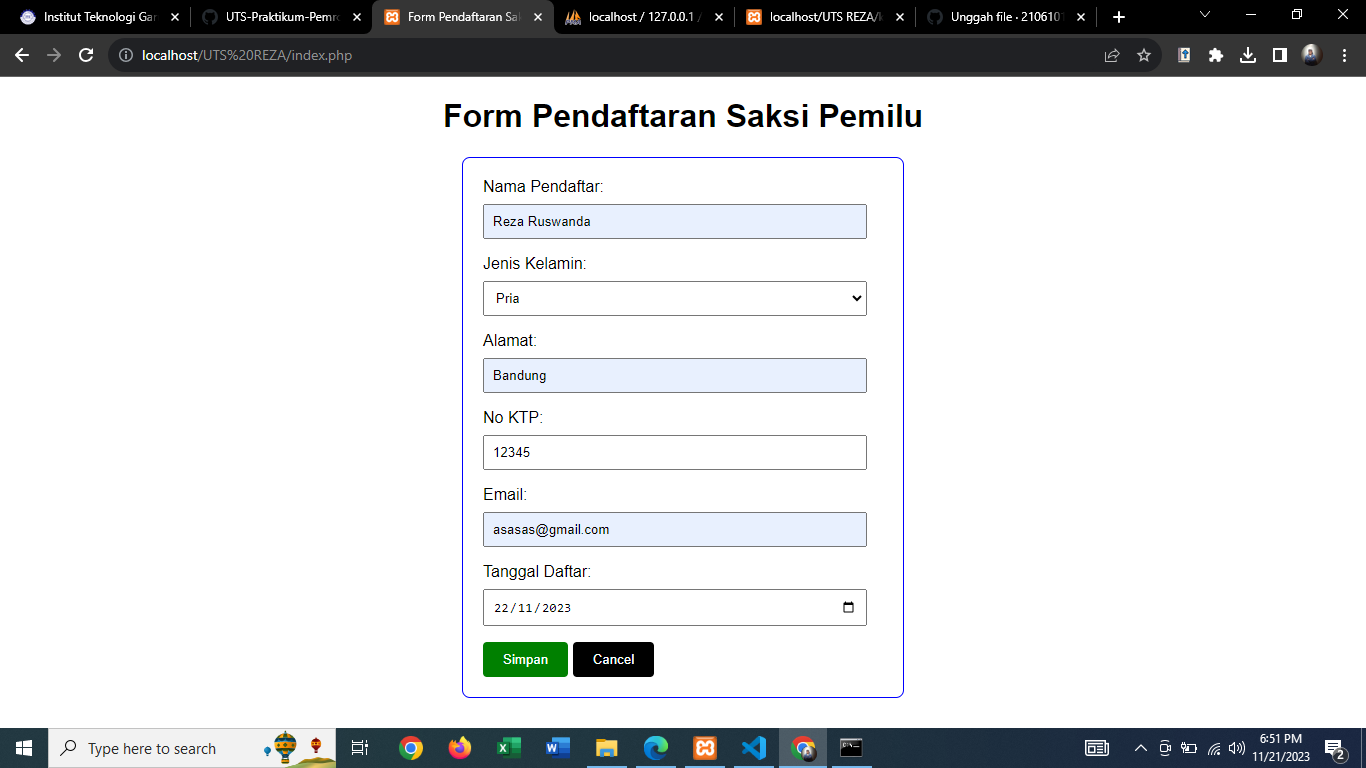 Institut Teknologi Gar
UTS-Praktikum-Pemro
Form Pendaftaran Sak
localhost / 127.0.0.1 /
localhost/UTS REZA/
Unggah file · 2106101
localhost/UTS%20REZA/index.php
Form Pendaftaran Saksi Pemilu
Nama Pendaftar:
Reza Ruswanda
Jenis Kelamin:
Pria
Alamat:
Bandung
No KTP:
12345
Email:
asasas@gmail.com
Tanggal Daftar:
22/11/2023
Simpan Cancel
Type here to search
6:51 PM
11/21/2023
2